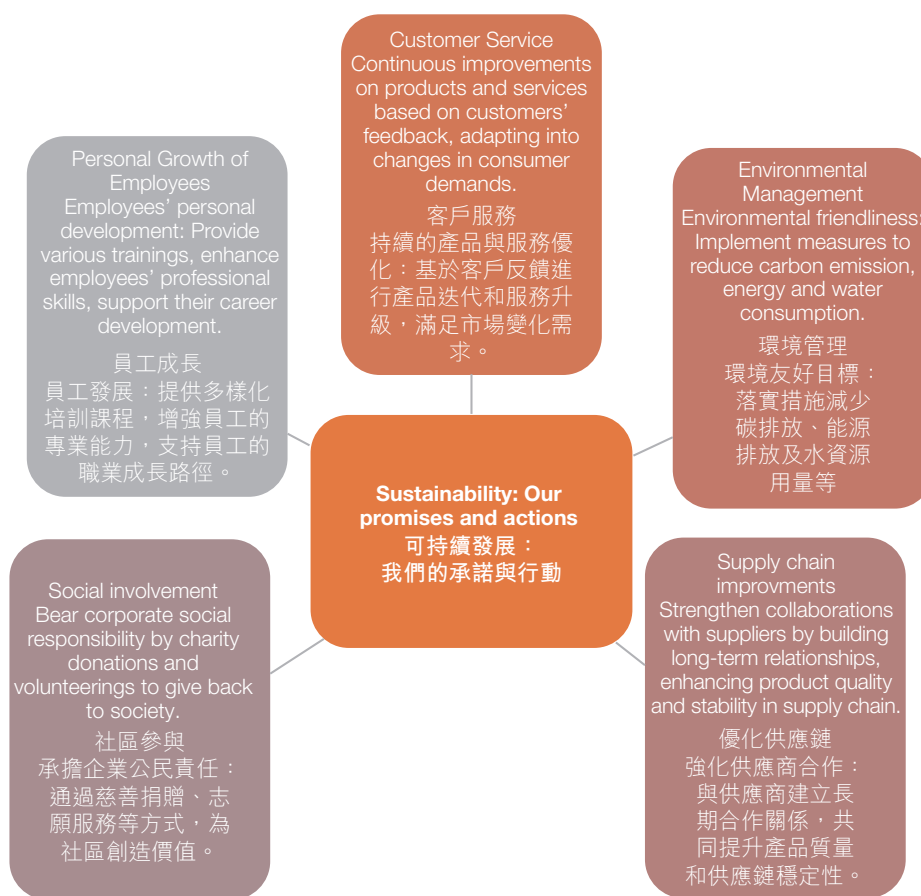 Customer Service
Continuous improvements
on products and services
based on customers’
feedback, adapting into
changes in consumer
demands.
客戶服務
持續的產品與服務優
化：基於客戶反饋進
行產品迭代和服務升
級，滿足市場變化需
求。
Personal Growth of
Employees
Employees’ personal
development: Provide
various trainings, enhance
employees’ professional
skills, support their career
development.
員工成長
員工發展：提供多樣化
培訓課程，增強員工的
專業能力，支持員工的
職業成長路徑。
Environmental
Management
Environmental friendliness:
Implement measures to
reduce carbon emission,
energy and water
consumption.
環境管理
環境友好目標：
落實措施減少
碳排放、能源
排放及水資源
用量等
Sustainability: Our
promises and actions
可持續發展：
我們的承諾與行動
Social involvement
Bear corporate social
responsibility by charity
donations and
volunteerings to give back
to society.
社區參與
承擔企業公民責任：
通過慈善捐贈、志
願服務等方式，為
社區創造價值。
Supply chain
improvments
Strengthen collaborations
with suppliers by building
long-term relationships,
enhancing product quality
and stability in supply chain.
優化供應鏈
強化供應商合作：
與供應商建立長
期合作關係，共
同提升產品質量
和供應鏈穩定性。